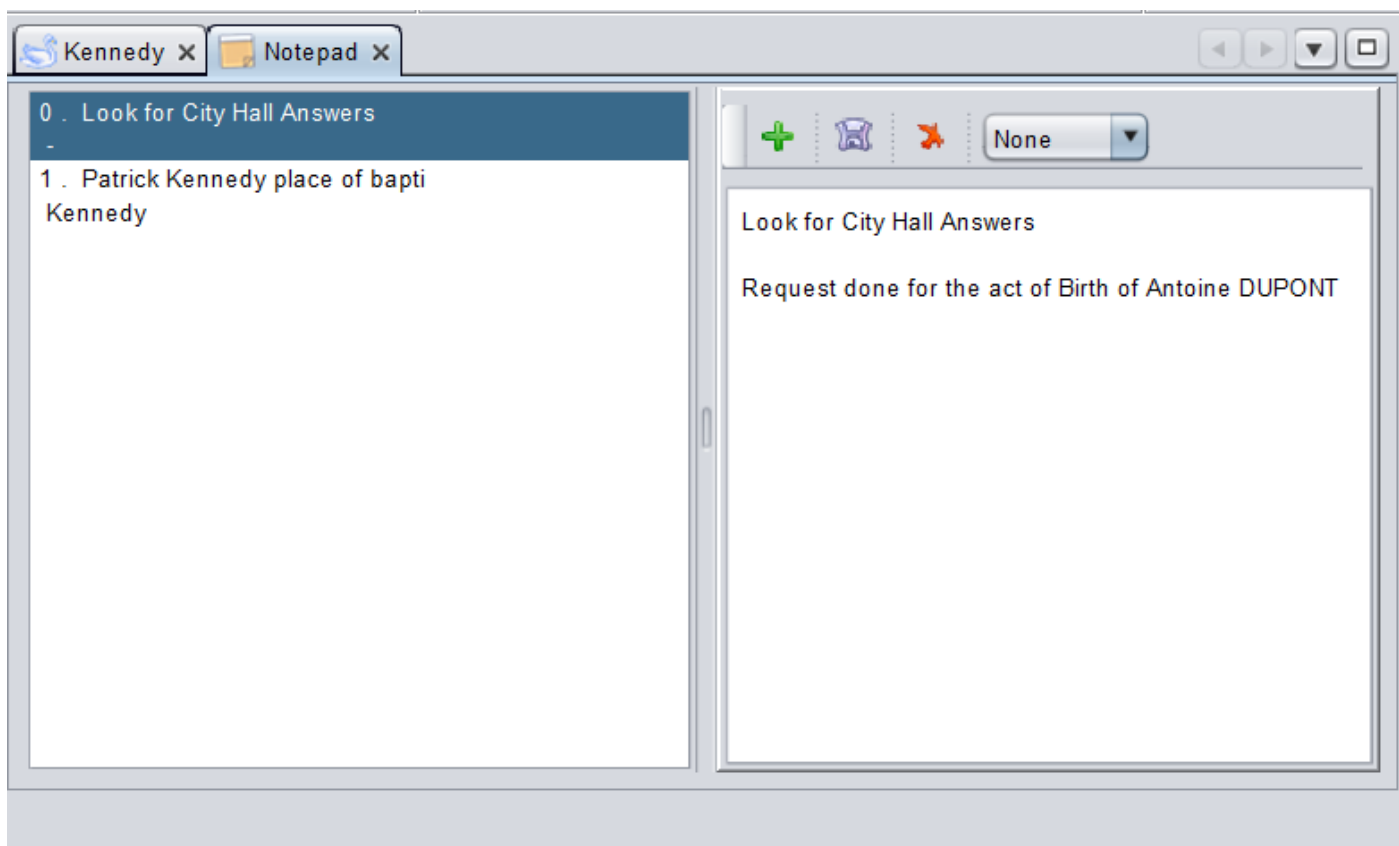 Kennedy
Notepad
0 . Look for City Hall Answers
-
1 . Patrick Kennedy place of bapti
Kennedy
None
Look for City Hall Answers
Request done for the act of Birth of Antoine DUPONT